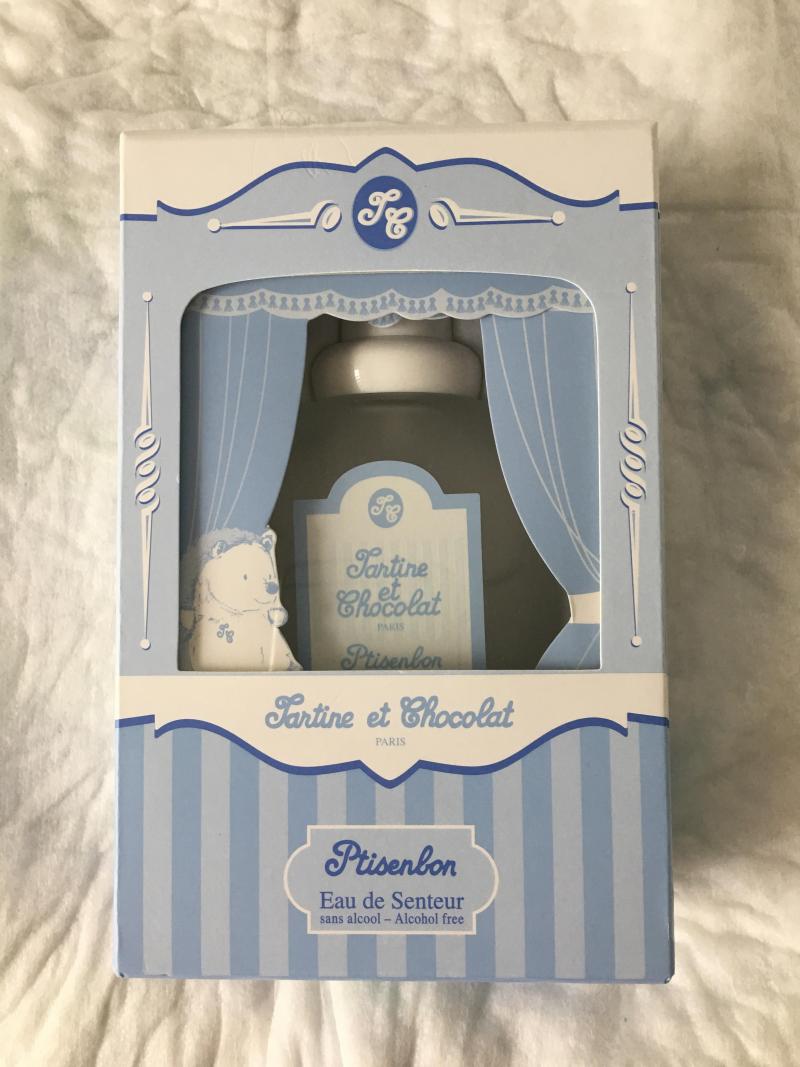 TC
TC
Tartine
et
Chocolat
PARIS
Ptisenbon
TC
Tartine et Chocolat
PARIS
Ptisenbon
Eau de Senteur
sans alcool – Alcohol free